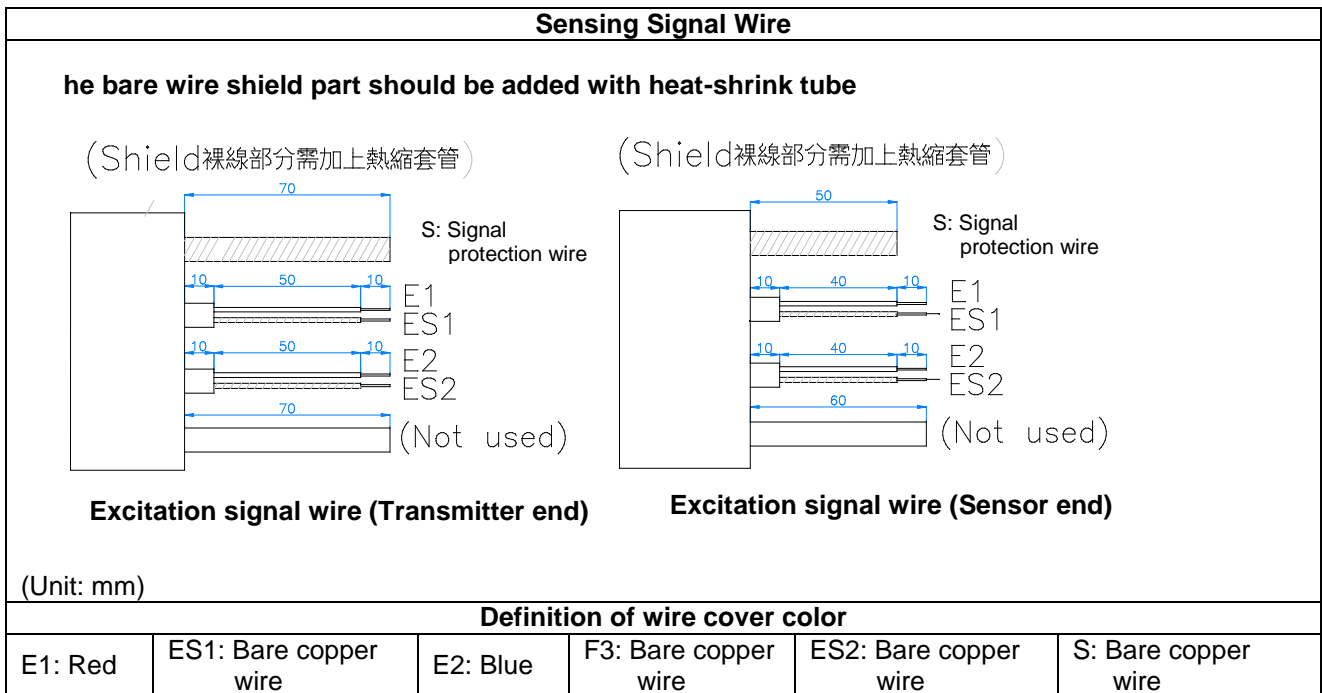 Sensing Signal Wire
he bare wire shield part should be added with heat-shrink tube
(Shield裸線部分需加上熱縮套管)
70
S: Signal
protection wire
10 50 10
E1
ES1
10 50 10
E2
ES2
70
(Not used)
Excitation signal wire (Transmitter end)
(Shield裸線部分需加上熱縮套管)
50
S: Signal
protection wire
10 40 10
E1
ES1
10 40 10
E2
ES2
60
(Not used)
Excitation signal wire (Sensor end)
(Unit: mm)
Definition of wire cover color
E1: Red
ES1: Bare copper
wire
E2: Blue
F3: Bare copper
wire
ES2: Bare copper
wire
S: Bare copper
wire